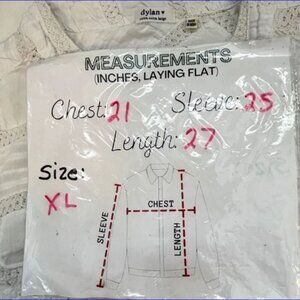 dylan ♥
MEASUREMENTS
(INCHES, LAYING FLAT)
Chest: 21 Sleeve: 25
Length: 27
Size:
XL
SLEEVE
CHEST
LENGTH